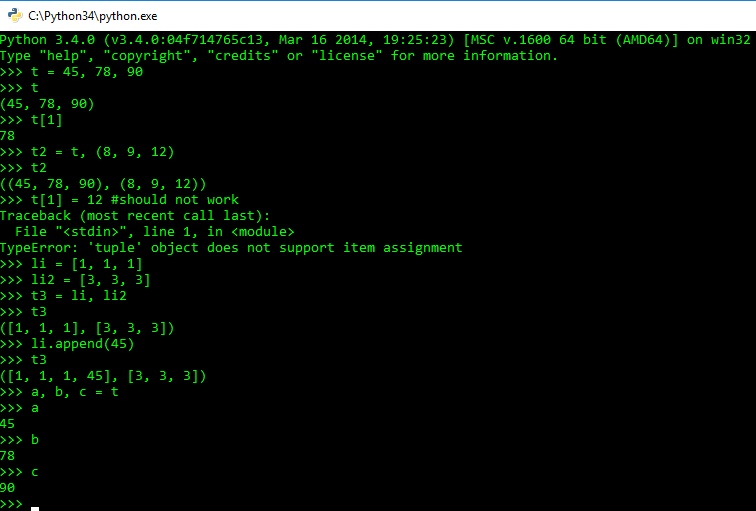 C:\Python34\python.exe
Python 3.4.0 (v3.4.0:04f714765c13, Mar 16 2014, 19:25:23) [MSC v.1600 64 bit (AMD64)] on win32
Type "help", "copyright", "credits" or "license" for more information.
>>> t = 45, 78, 90
>>> t
(45, 78, 90)
>>> t[1]
78
>>> t2 = t, (8, 9, 12)
>>> t2
((45, 78, 90), (8, 9, 12))
>>> t[1] = 12 #should not work
Traceback (most recent call last):
  File "<stdin>", line 1, in <module>
TypeError: 'tuple' object does not support item assignment
>>> li = [1, 1, 1]
>>> li2 = [3, 3, 3]
>>> t3 = li, li2
>>> t3
([1, 1, 1], [3, 3, 3])
>>> li.append(45)
>>> t3
([1, 1, 1, 45], [3, 3, 3])
>>> a, b, c = t
>>> a
45
>>> b
78
>>> c
90
>>>